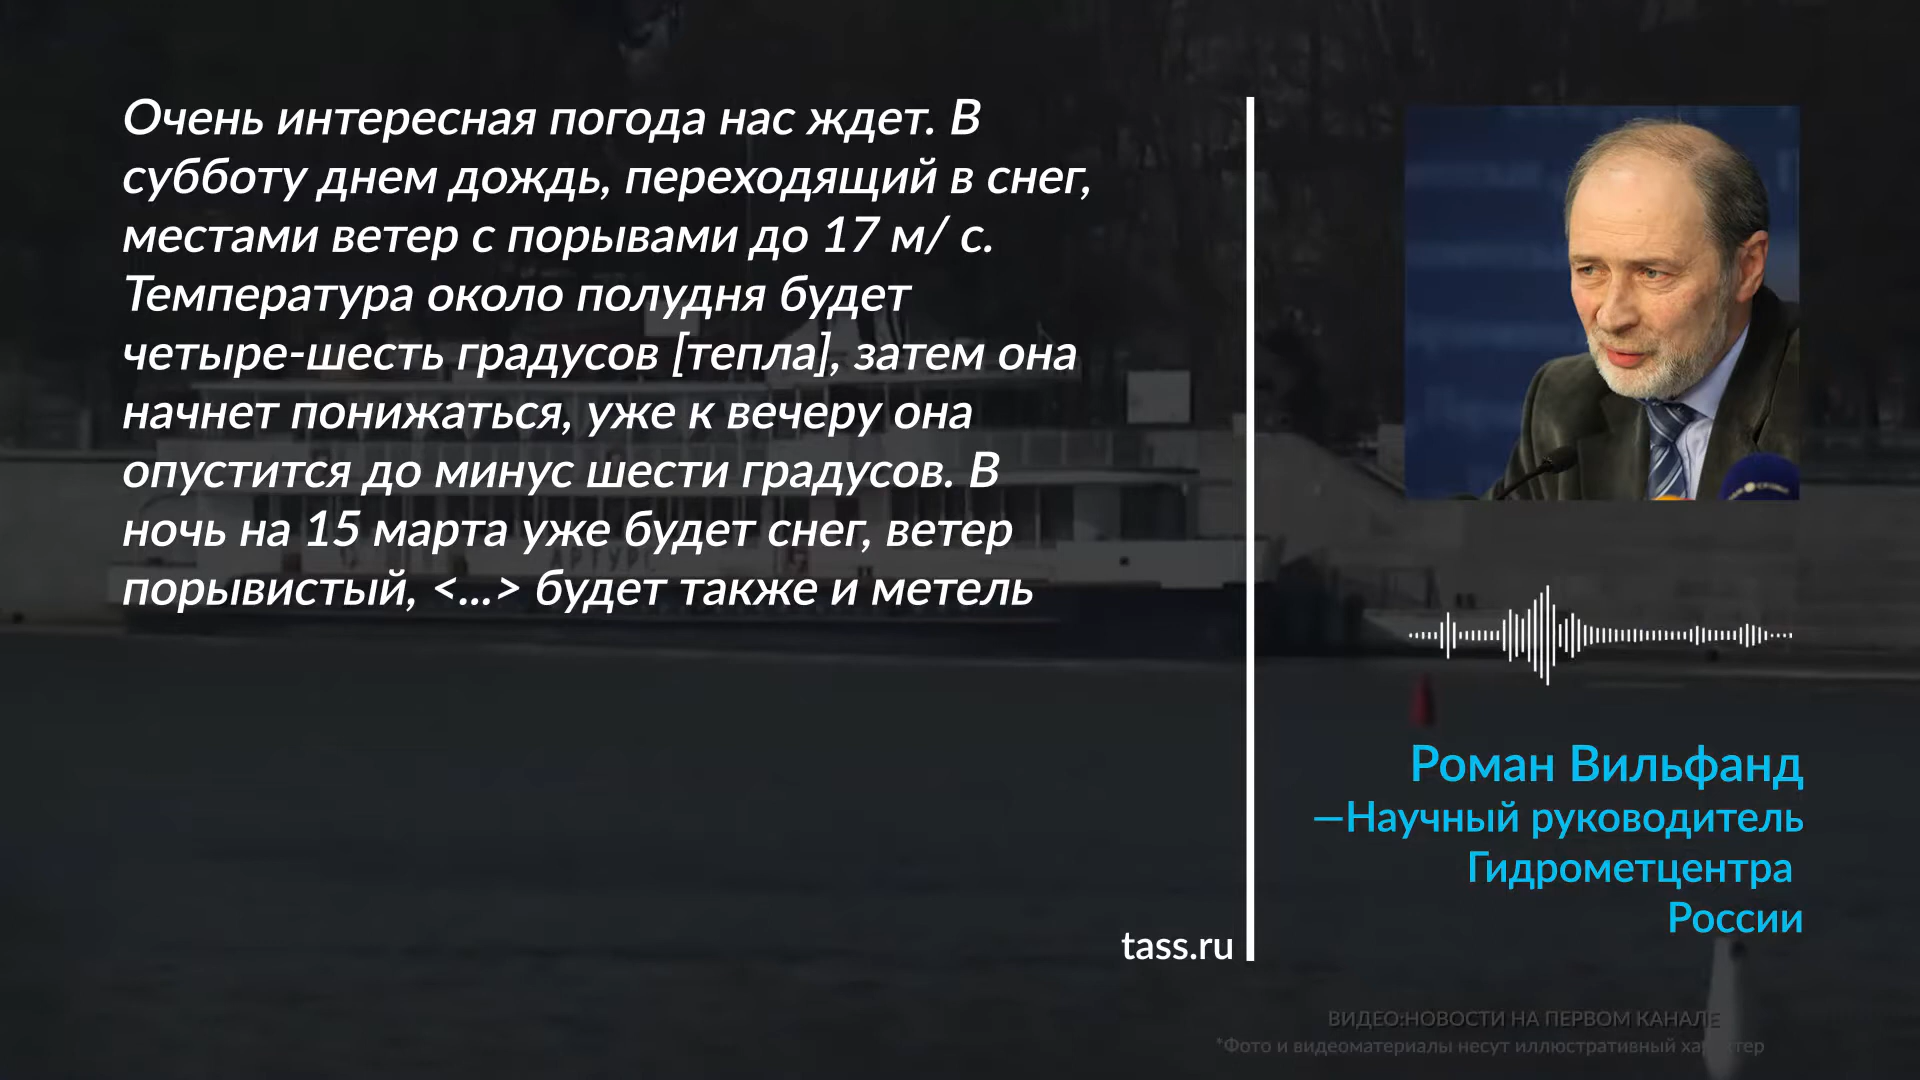 Очень интересная погода нас ждет. В
субботу днем дождь, переходящий в снег,
местами ветер с порывами до 17 м/ с.
Температура около полудня будет
четыре-шесть градусов [тепла], затем она
начнет понижаться, уже к вечеру она
опустится до минус шести градусов. В
ночь на 15 марта уже будет снег, ветер
порывистый, <...> будет также и метель
tass.ru
Роман Вильфанд
—Научный руководитель
Гидрометцентра
России
ВИДЕО:НОВОСТИ НА ПЕРВОМ КАНАЛЕ
*Фото и видеоматериалы несут иллюстративный характер